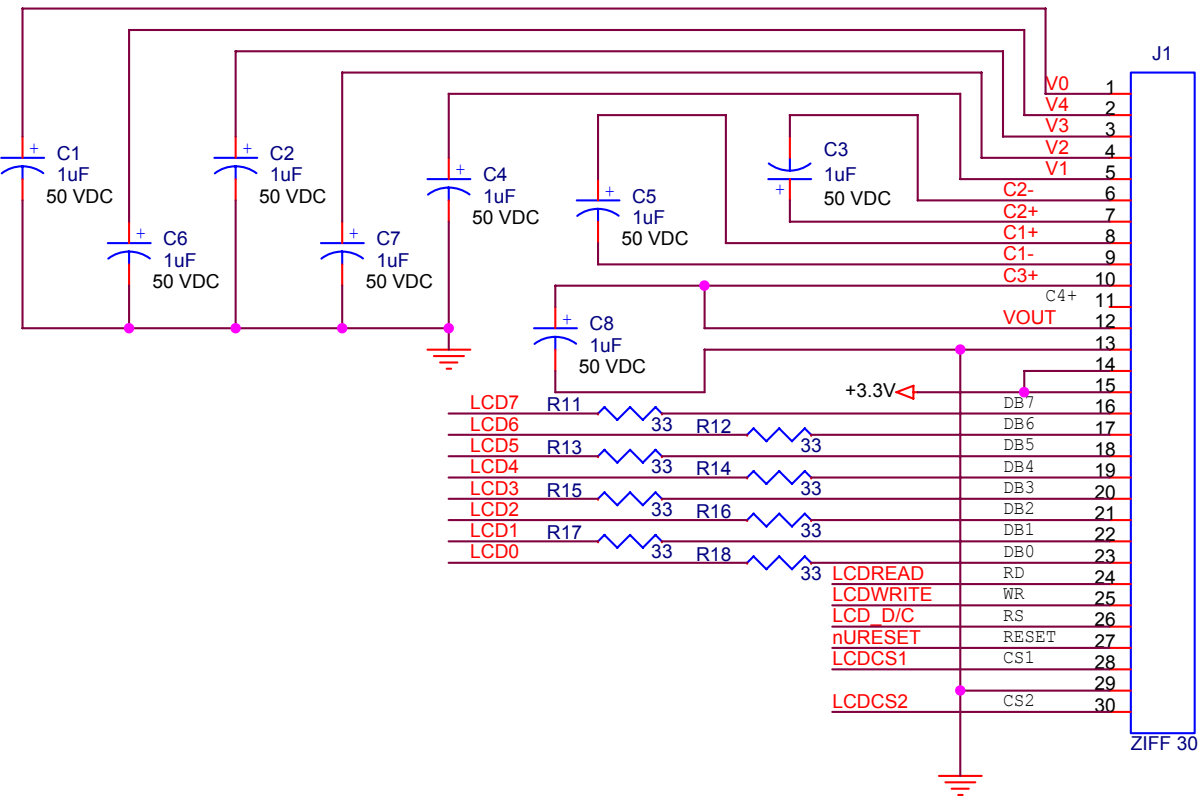 J1
V0 1
V4 2
V3 3
V2 4
V1 5
C2- 6
C2+ 7
C1+ 8
C1- 9
C3+ 10
C4+ 11
VOUT 12
13
14
15
+ C1
1uF
50 VDC
+ C2
1uF
50 VDC
+ C4
1uF
50 VDC
+ C5
1uF
50 VDC
C3
1uF
+ 50 VDC
+ C6
1uF
50 VDC
+ C7
1uF
50 VDC
+ C8
1uF
50 VDC
+3.3V
LCD7 R11 33 DB7 16
LCD6 R12 33 DB6 17
LCD5 R13 33 DB5 18
LCD4 R14 33 DB4 19
LCD3 R15 33 DB3 20
LCD2 R16 33 DB2 21
LCD1 R17 33 DB1 22
LCD0 R18 33 DB0 23
LCDREAD RD 24
LCDWRITE WR 25
LCD_D/C RS 26
nURESET RESET 27
LCDCS1 CS1 28
29
LCDCS2 CS2 30
ZIFF 30